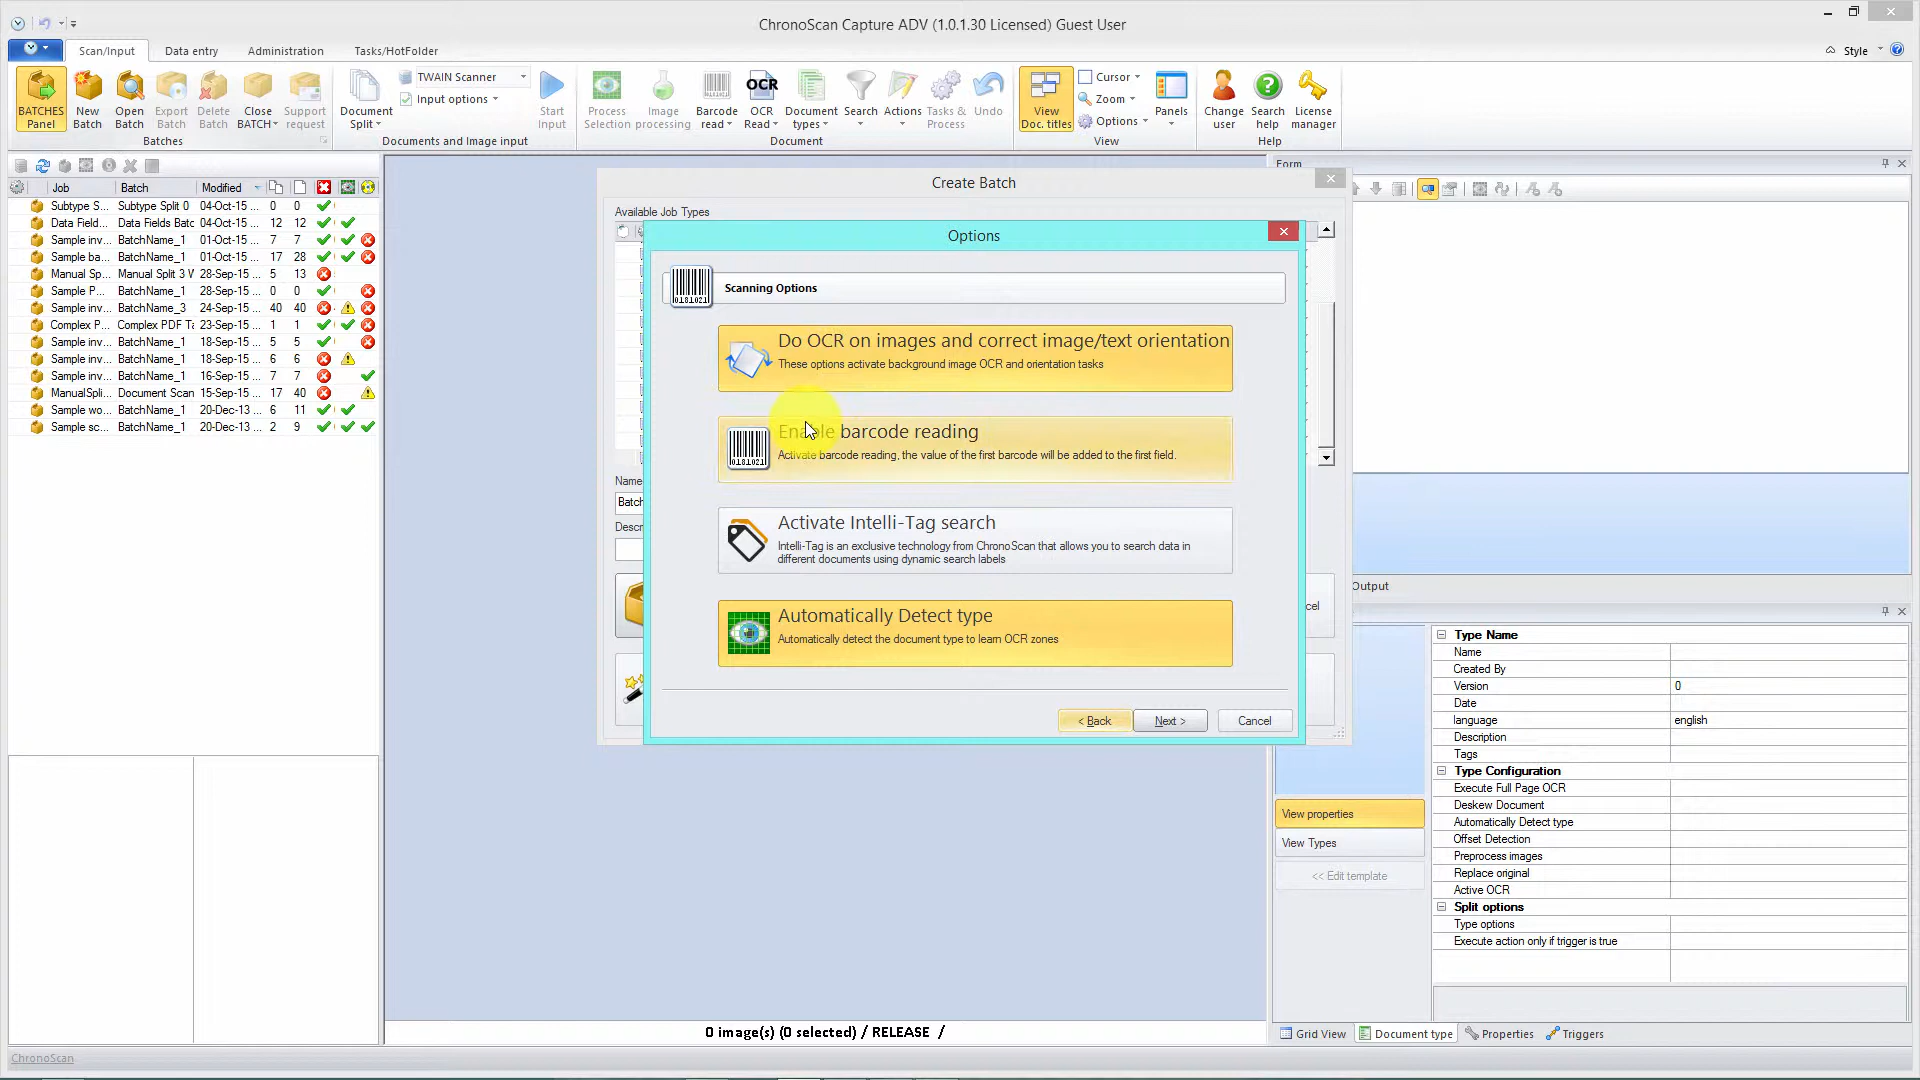 ChronoScan Capture ADV (1.0.1.30 Licensed) Guest User
Scan/Input Data entry Administration Tasks/HotFolder Style
BATCHES Panel
New Batch
Open Batch
Export Batch
Delete Batch
Close BATCH
Support request
Batches
Document Split
TWAIN Scanner
Input options
Start Input
Documents and Image input
Process Selection
Image processing
Barcode read
OCR
OCR Read
Document types
Search
Actions
Tasks & Process
Undo
Document
View Doc. titles
Cursor
Zoom
Options
Panels
View
Change user
Search help
License manager
Help
Job Batch Modified
Subtype S... Subtype Split 0 04-Oct-15 ... 0 0
Data Field... Data Fields Batc 04-Oct-15 ... 12 12
Sample inv... BatchName_1 01-Oct-15 ... 7 7
Sample ba... BatchName_1 01-Oct-15 ... 17 28
Manual Sp... Manual Split 3 W 28-Sep-15 ... 5 13
Sample P... BatchName_1 28-Sep-15 ... 0 0
Sample inv... BatchName_3 24-Sep-15 ... 40 40
Complex P... Complex PDF Ta 23-Sep-15 ... 1 1
Sample inv... BatchName_1 18-Sep-15 ... 5 5
Sample inv... BatchName_1 18-Sep-15 ... 6 6
Sample inv... BatchName_1 16-Sep-15 ... 7 7
ManualSpli... Document Scan 15-Sep-15 ... 17 40
Sample wo... BatchName_1 20-Dec-13 ... 6 11
Sample sc... BatchName_1 20-Dec-13 ... 2 9
Create Batch
Available Job Types
Name
Batch
Descr
cel
Options
Scanning Options
Do OCR on images and correct image/text orientation
These options activate background image OCR and orientation tasks
Enable barcode reading
Activate barcode reading, the value of the first barcode will be added to the first field.
Activate Intelli-Tag search
Intelli-Tag is an exclusive technology from ChronoScan that allows you to search data in
different documents using dynamic search labels
Automatically Detect type
Automatically detect the document type to learn OCR zones
< Back Next > Cancel
Form
Output
View properties
View Types
<< Edit template
Type Name
Name
Created By
Version 0
Date
language english
Description
Tags
Type Configuration
Execute Full Page OCR
Deskew Document
Automatically Detect type
Offset Detection
Preprocess images
Replace original
Active OCR
Split options
Type options
Execute action only if trigger is true
Grid View Document type Properties Triggers
0 image(s) (0 selected) / RELEASE /
ChronoScan